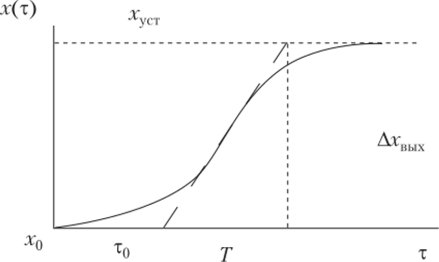 x(τ)
xуст
Δxвых
x₀ τ₀ T τ